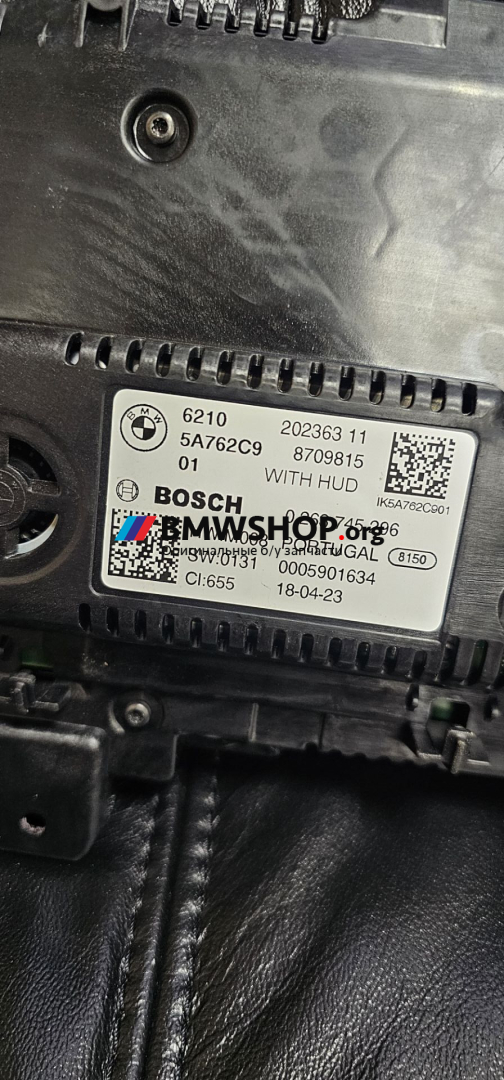 BMW
6210
5A762C9
01
202363 11
8709815
WITH HUD
IK5A762C901
BOSCH
BMWSHOP.org
Оригинальные б/у запчасти
PORTUGAL
8150
SW:0131
0005901634
CI:655
18-04-23